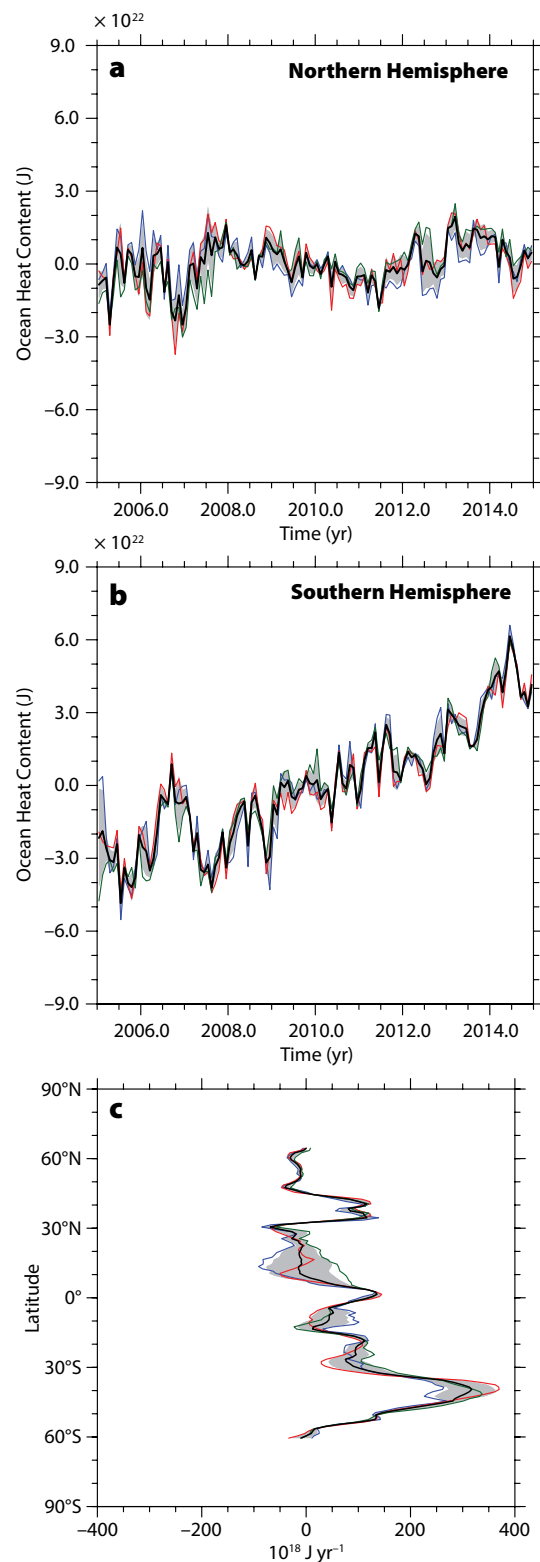 × 10²²
a
Northern Hemisphere
9.0
6.0
3.0
0.0
−3.0
−6.0
−9.0
Ocean Heat Content (J)
2006.0 2008.0 2010.0 2012.0 2014.0
Time (yr)
× 10²²
b
Southern Hemisphere
9.0
6.0
3.0
0.0
−3.0
−6.0
−9.0
Ocean Heat Content (J)
2006.0 2008.0 2010.0 2012.0 2014.0
Time (yr)
c
90°N
60°N
30°N
0°
30°S
60°S
90°S
Latitude
−400 −200 0 200 400
10¹⁸ J yr⁻¹